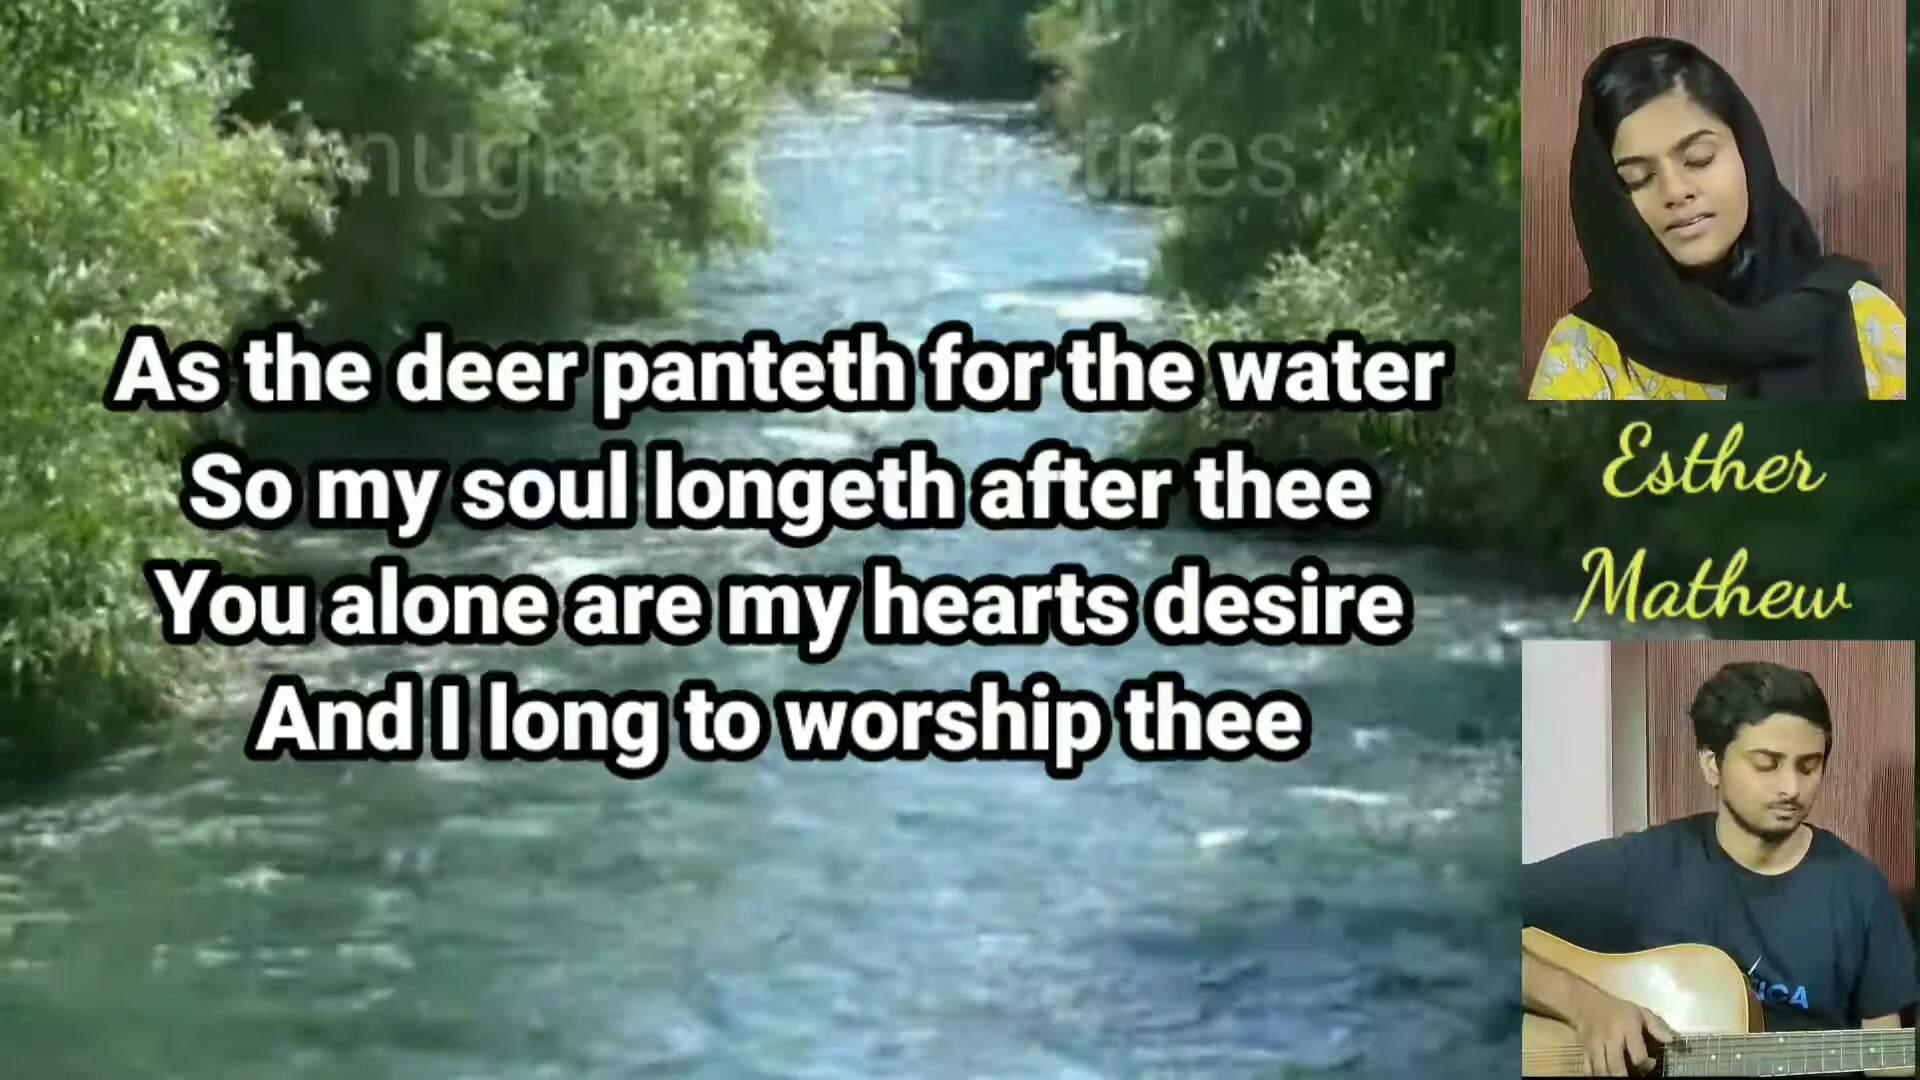 As the deer panteth for the water
So my soul longeth after thee
You alone are my hearts desire
And I long to worship thee
Esther
Mathew